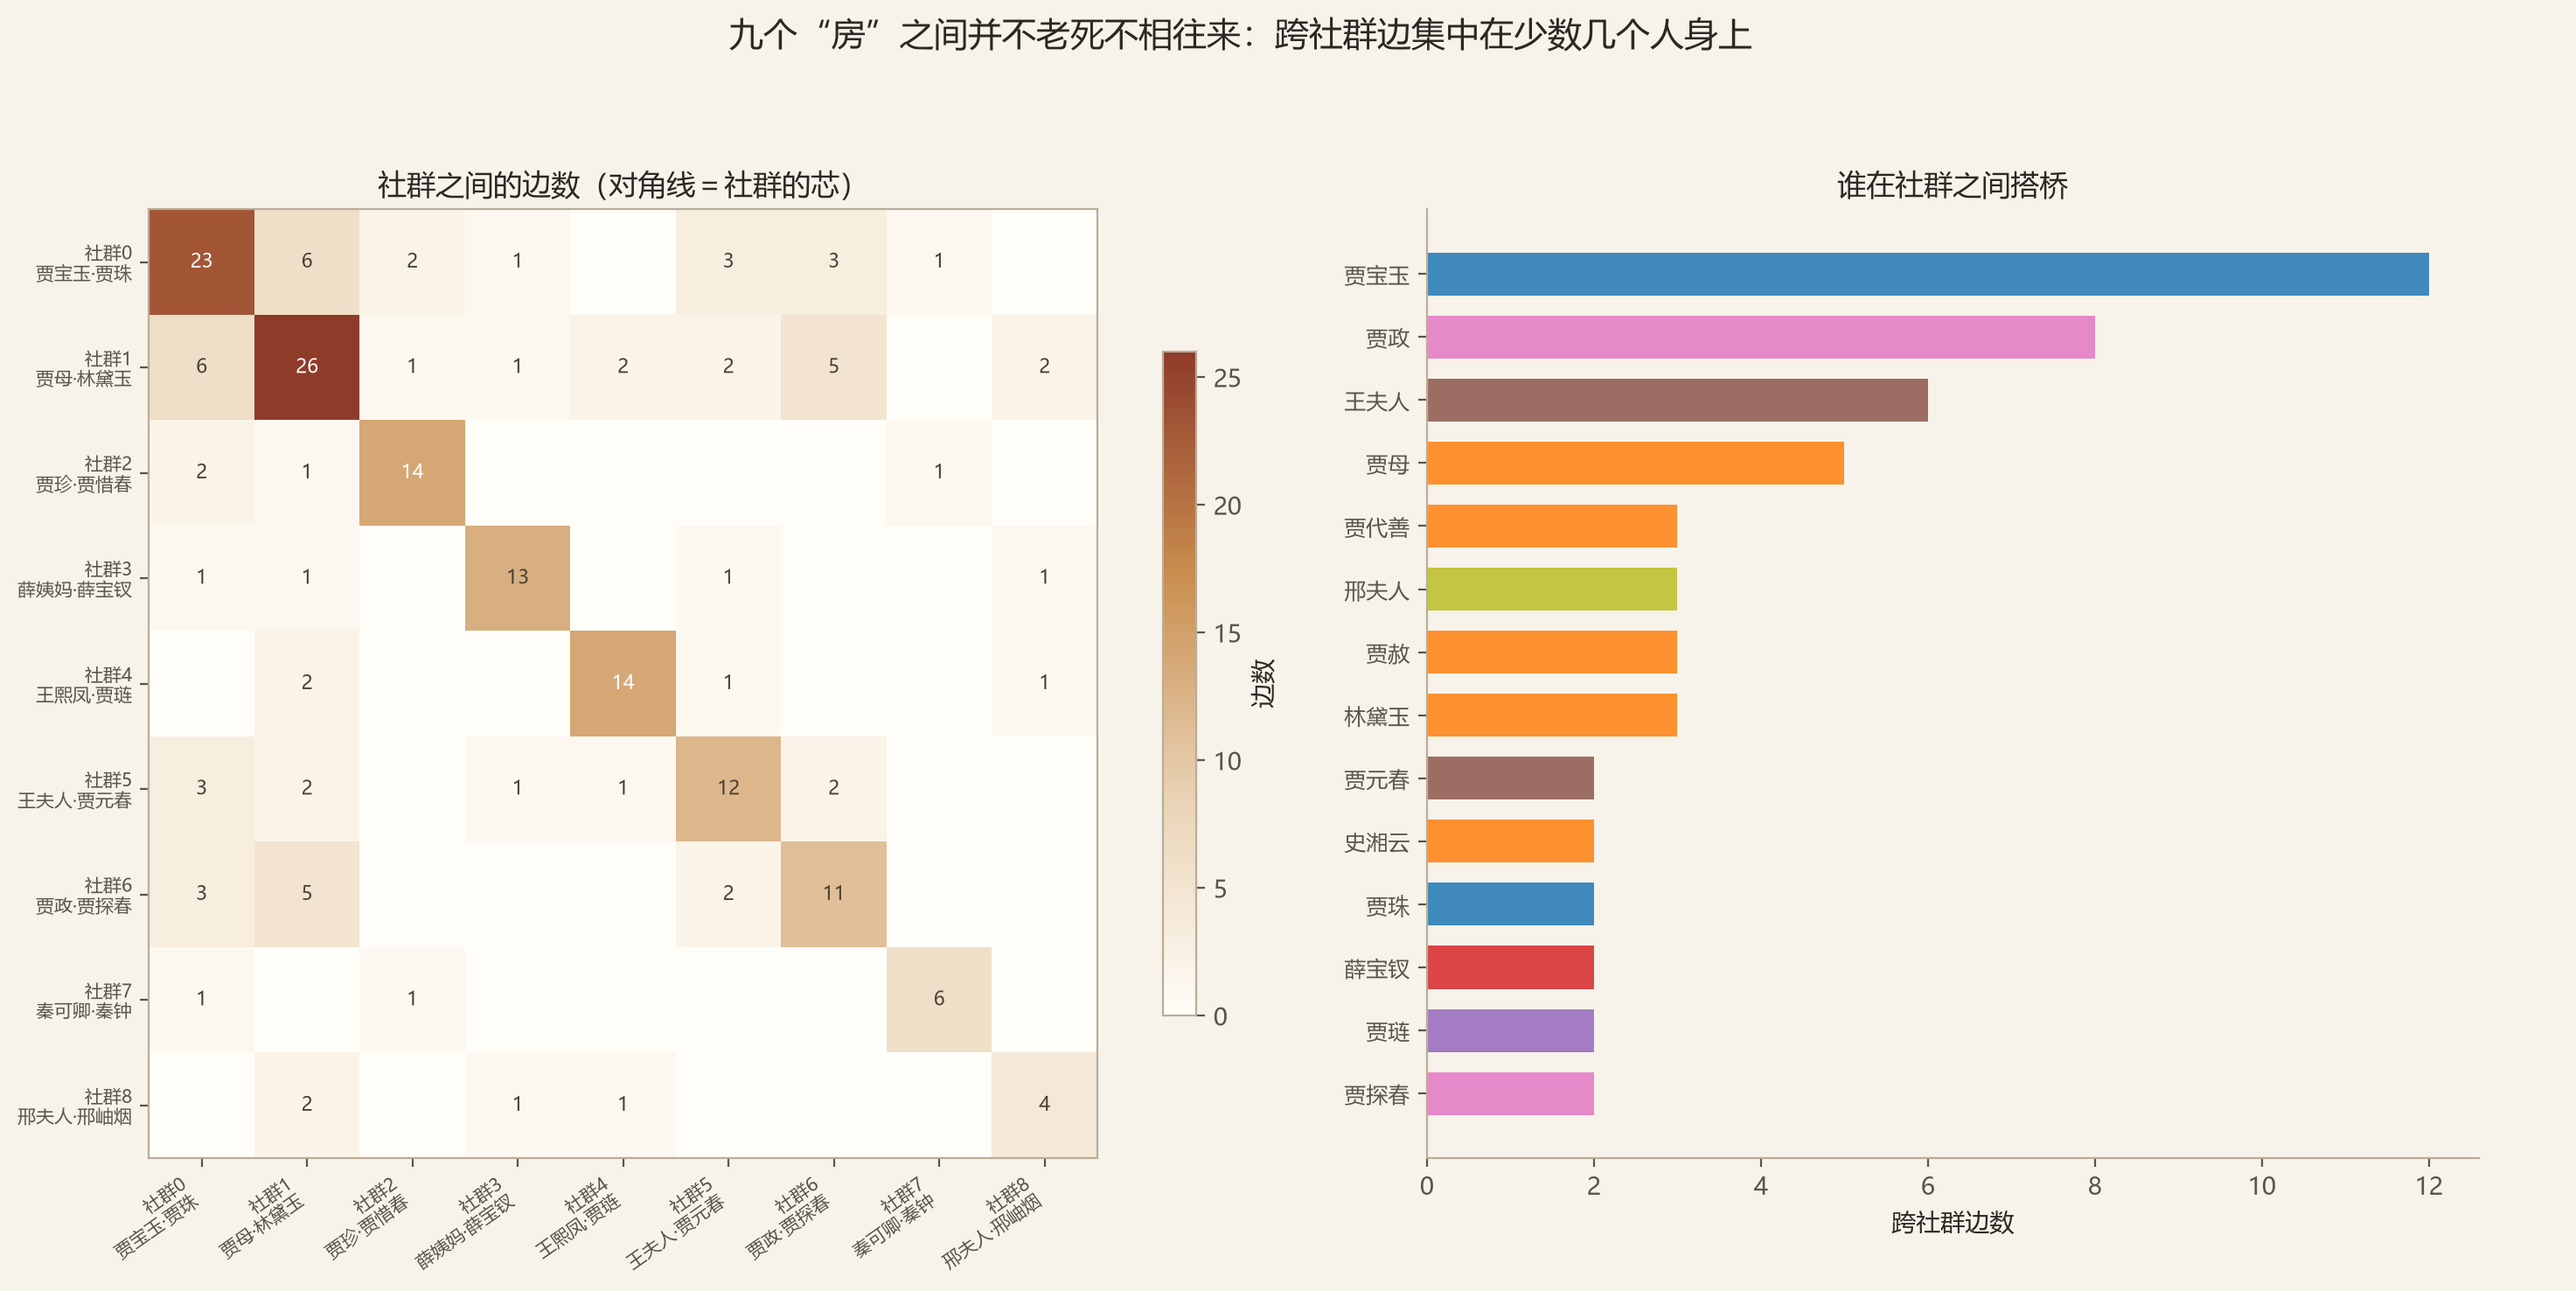 九个“房”之间并不老死不相往来：跨社群边集中在少数几个人身上
社群之间的边数（对角线＝社群的芯）
社群0
贾宝玉·贾珠
社群1
贾母·林黛玉
社群2
贾珍·贾惜春
社群3
薛姨妈·薛宝钗
社群4
王熙凤·贾琏
社群5
王夫人·贾元春
社群6
贾政·贾探春
社群7
秦可卿·秦钟
社群8
邢夫人·邢岫烟
23 6 2 1 3 3 1
6 26 1 1 2 2 5 2
2 1 14 1
1 1 13 1 1
2 14 1 1
3 2 1 1 12 2
3 5 2 11
1 1 6
2 1 1 4
社群0
贾宝玉·贾珠
社群1
贾母·林黛玉
社群2
贾珍·贾惜春
社群3
薛姨妈·薛宝钗
社群4
王熙凤·贾琏
社群5
王夫人·贾元春
社群6
贾政·贾探春
社群7
秦可卿·秦钟
社群8
邢夫人·邢岫烟
25
20
15
10
5
0
边数
谁在社群之间搭桥
贾宝玉
贾政
王夫人
贾母
贾代善
邢夫人
贾赦
林黛玉
贾元春
史湘云
贾珠
薛宝钗
贾琏
贾探春
0 2 4 6 8 10 12
跨社群边数